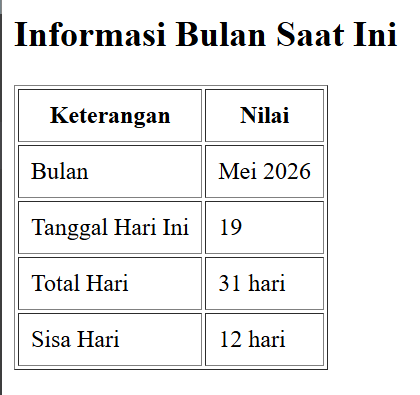 Informasi Bulan Saat Ini
Keterangan Nilai
Bulan Mei 2026
Tanggal Hari Ini 19
Total Hari 31 hari
Sisa Hari 12 hari